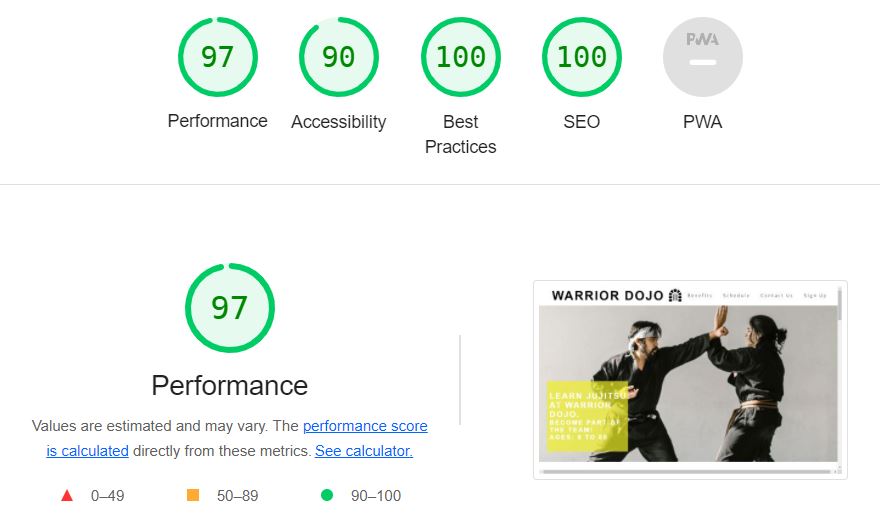 97
90
100
100
PWA
Performance
Accessibility
Best
Practices
SEO
PWA
97
Performance
Values are estimated and may vary. The performance score
is calculated directly from these metrics. See calculator.
0–49
50–89
90–100
WARRIOR DOJO
Benefits
Schedule
Contact Us
Sign Up
LEARN JUJITSU
AT WARRIOR
DOJO.
BECOME PART OF
THE TEAM!
AGES: 6 TO 66